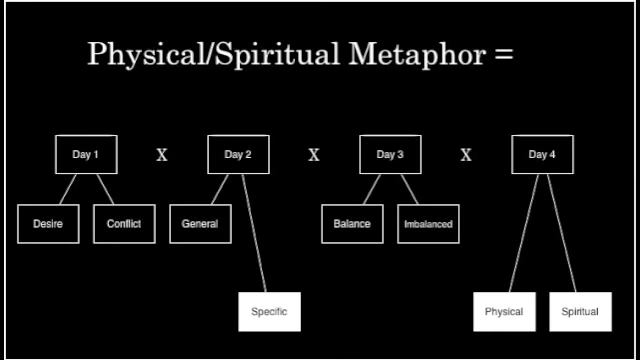 Physical/Spiritual Metaphor =
Day 1 x Day 2 x Day 3 x Day 4
Desire Conflict General Balance Imbalanced
Specific Physical Spiritual